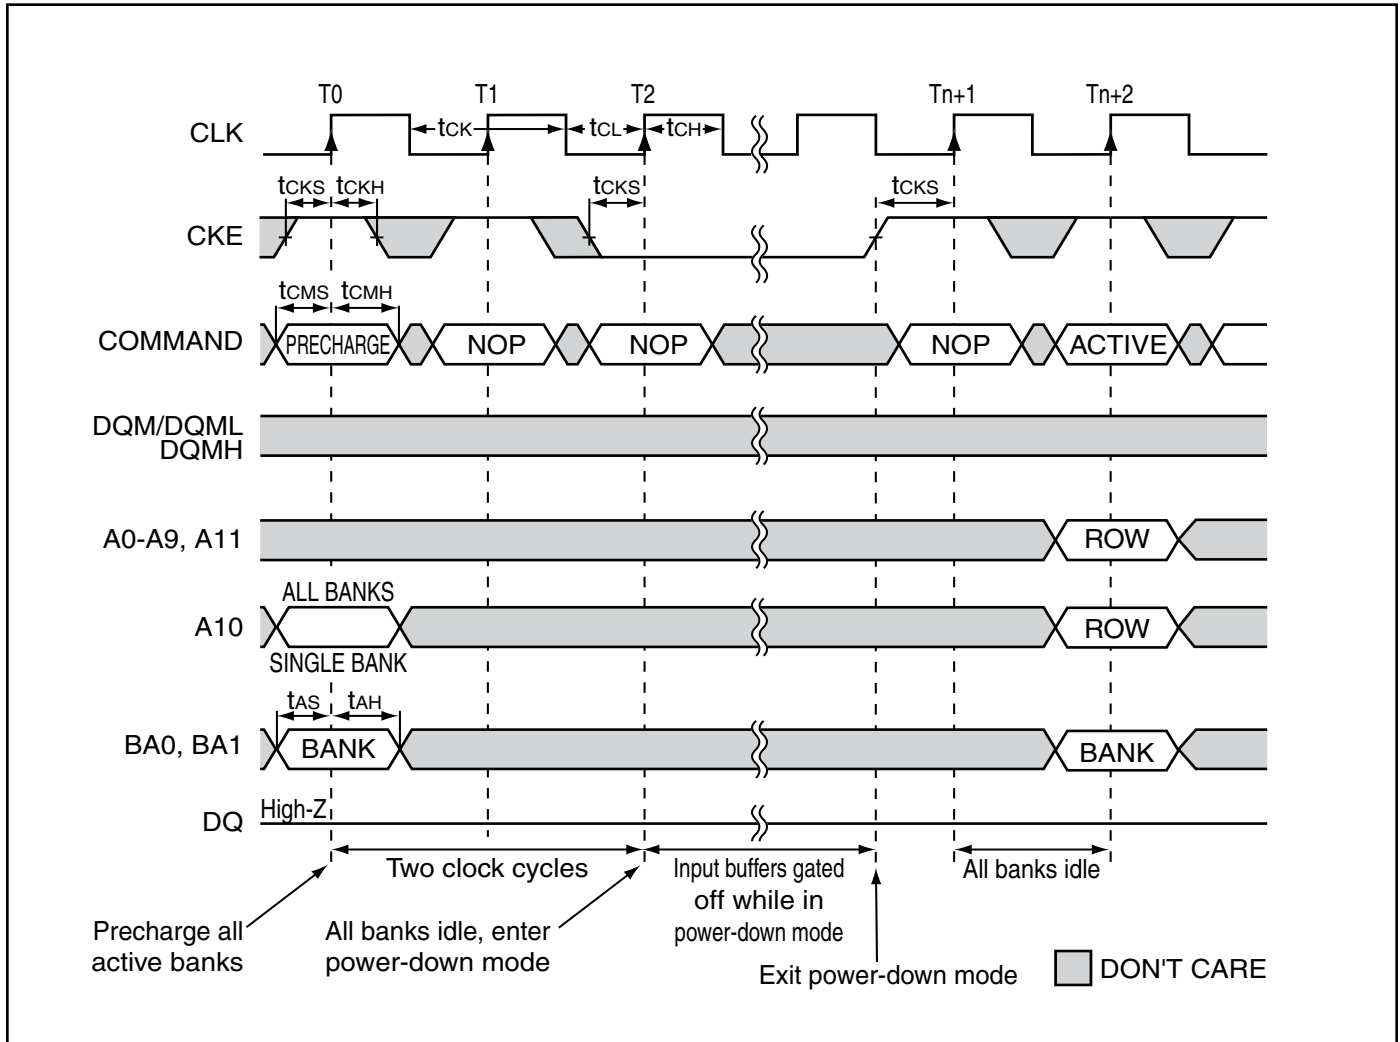 T0 T1 T2 Tn+1 Tn+2
CLK tCK tCL tCH
tCKS tCKH tCKS tCKS
CKE
tCMS tCMH
COMMAND PRECHARGE NOP NOP NOP ACTIVE
DQM/DQML
DQMH
A0-A9, A11 ROW
ALL BANKS
A10 ROW
SINGLE BANK
tAS tAH
BA0, BA1 BANK BANK
High-Z
DQ
Two clock cycles
Input buffers gated
off while in
power-down mode
All banks idle
Precharge all
active banks
All banks idle, enter
power-down mode
Exit power-down mode
DON'T CARE